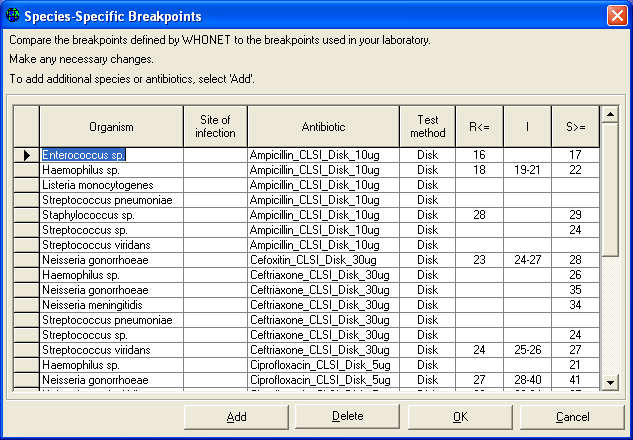 Species-Specific Breakpoints
Compare the breakpoints defined by WHONET to the breakpoints used in your laboratory.
Make any necessary changes.
To add additional species or antibiotics, select 'Add'.
Organism Site of infection Antibiotic Test method R<= I S>=
Enterococcus sp. Ampicillin_CLSI_Disk_10ug Disk 16 17
Haemophilus sp. Ampicillin_CLSI_Disk_10ug Disk 18 19-21 22
Listeria monocytogenes Ampicillin_CLSI_Disk_10ug Disk
Streptococcus pneumoniae Ampicillin_CLSI_Disk_10ug Disk
Staphylococcus sp. Ampicillin_CLSI_Disk_10ug Disk 28 29
Streptococcus sp. Ampicillin_CLSI_Disk_10ug Disk 24
Streptococcus viridans Ampicillin_CLSI_Disk_10ug Disk
Neisseria gonorrhoeae Cefoxitin_CLSI_Disk_30ug Disk 23 24-27 28
Haemophilus sp. Ceftriaxone_CLSI_Disk_30ug Disk 26
Neisseria gonorrhoeae Ceftriaxone_CLSI_Disk_30ug Disk 35
Neisseria meningitidis Ceftriaxone_CLSI_Disk_30ug Disk 34
Streptococcus pneumoniae Ceftriaxone_CLSI_Disk_30ug Disk
Streptococcus sp. Ceftriaxone_CLSI_Disk_30ug Disk 24
Streptococcus viridans Ceftriaxone_CLSI_Disk_30ug Disk 24 25-26 27
Haemophilus sp. Ciprofloxacin_CLSI_Disk_5ug Disk 21
Neisseria gonorrhoeae Ciprofloxacin_CLSI_Disk_5ug Disk 27 28-40 41
Add Delete OK Cancel